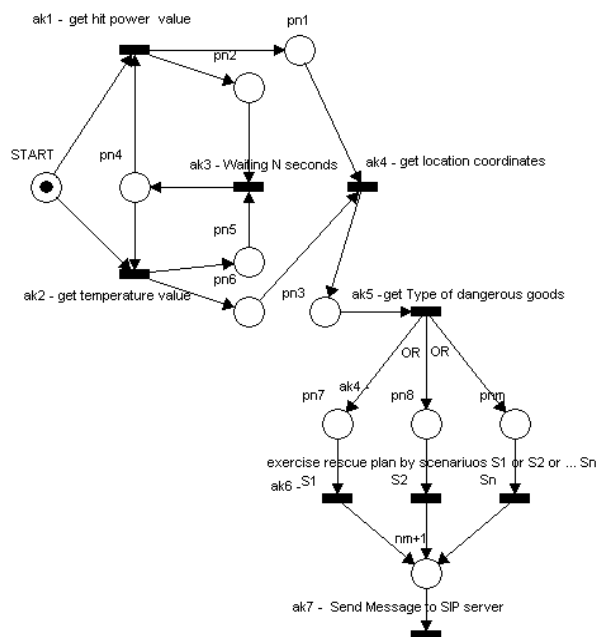 ak1 - get hit power value
pn1
pn2
START
pn4
ak3 - Waiting N seconds
ak4 - get location coordinates
pn5
pn6
ak2 - get temperature value
pn3
ak5 -get Type of dangerous goods
OR
OR
pn7
ak4 -
pn8
pnm
exercise rescue plan by scenariuos S1 or S2 or ... Sn
ak6 -
S1
S2
Sn
nm+1
ak7 - Send Message to SIP server